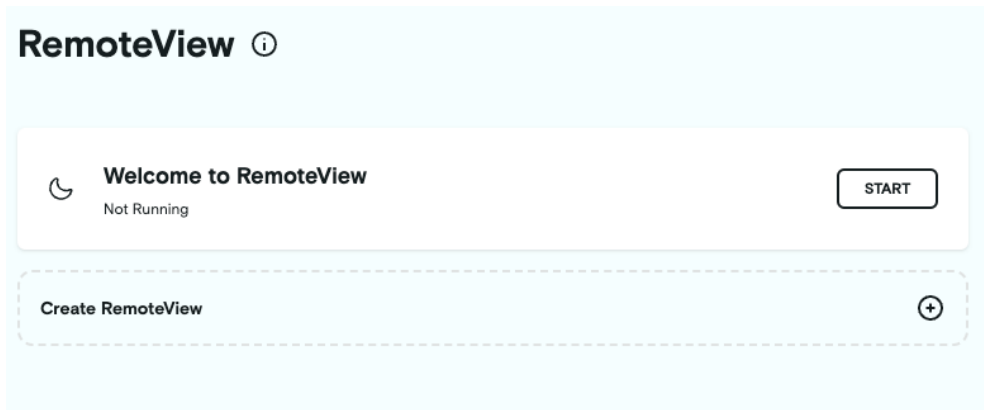 RemoteView
Welcome to RemoteView
Not Running
START
Create RemoteView